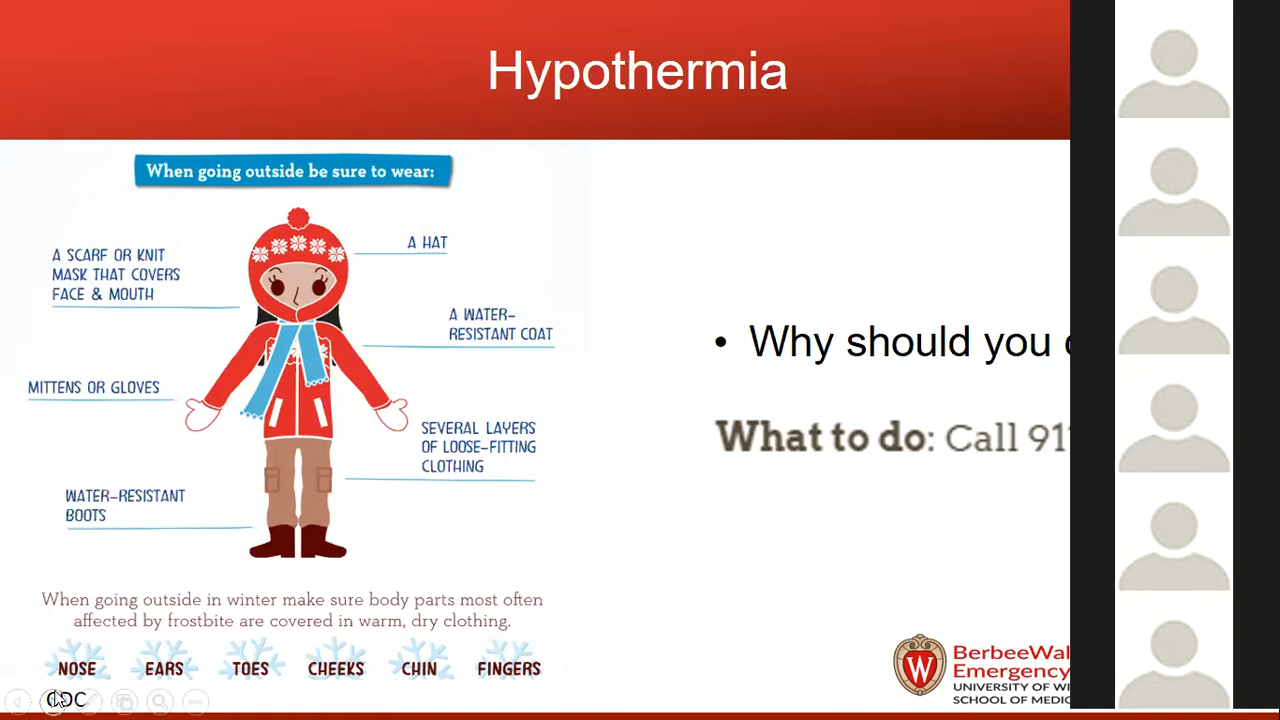 Hypothermia
When going outside be sure to wear:
A SCARF OR KNIT
MASK THAT COVERS
FACE & MOUTH
A HAT
A WATER-
RESISTANT COAT
MITTENS OR GLOVES
SEVERAL LAYERS
OF LOOSE-FITTING
CLOTHING
WATER-RESISTANT
BOOTS
When going outside in winter make sure body parts most often
affected by frostbite are covered in warm, dry clothing.
NOSE EARS TOES CHEEKS CHIN FINGERS
CDC
• Why should you
What to do: Call
W
Emergency
UNIVERSITY OF
SCHOOL OF